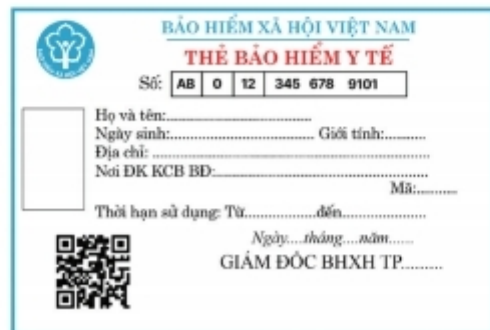 BẢO HIỂM XÃ HỘI VIỆT NAM
THẺ BẢO HIỂM Y TẾ
Số: AB 0 12 345 678 9101
Họ và tên:....................................
Ngày sinh:.................................... Giới tính:..................
Địa chỉ: ......................................................................
Nơi ĐK KCB BĐ:......................................................
Mã:..........
Thời hạn sử dụng: Từ..................đến.....................
Ngày....tháng....năm......
GIÁM ĐỐC BHXH TP..........